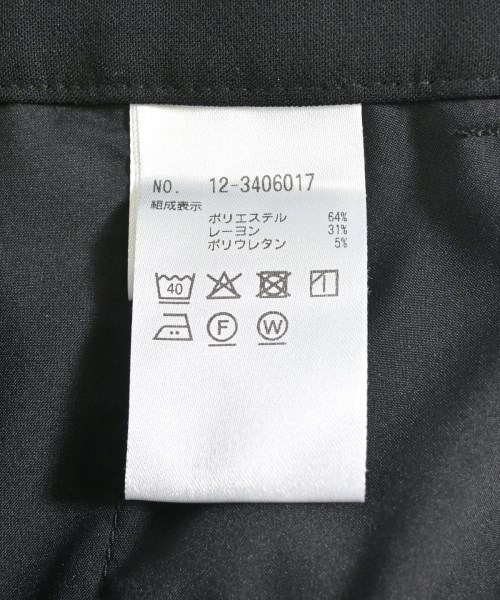 NO. 12-3406017
組成表示
ポリエステル 64%
レーヨン 31%
ポリウレタン 5%
40
F W